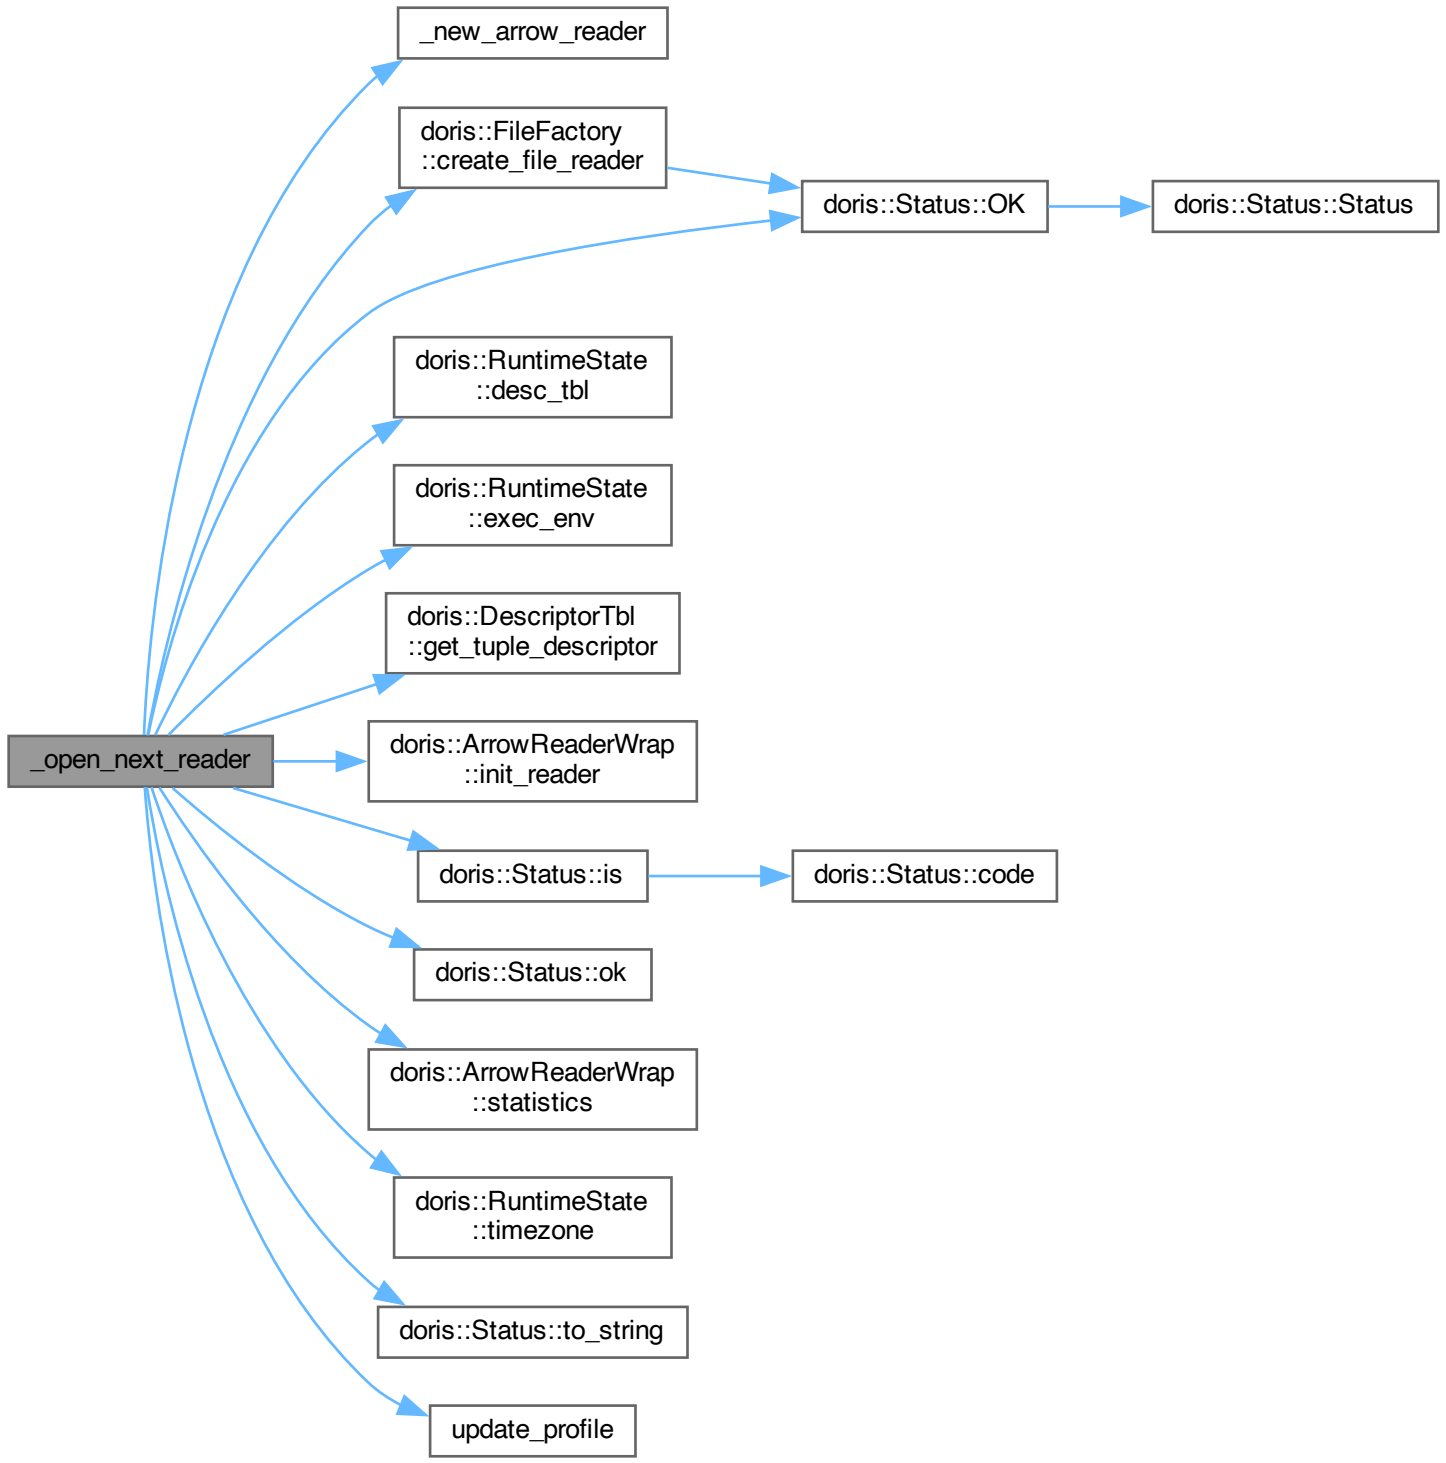 _new_arrow_reader
doris::FileFactory
::create_file_reader
doris::Status::OK
doris::Status::Status
doris::RuntimeState
::desc_tbl
doris::RuntimeState
::exec_env
doris::DescriptorTbl
::get_tuple_descriptor
_open_next_reader
doris::ArrowReaderWrap
::init_reader
doris::Status::is
doris::Status::code
doris::Status::ok
doris::ArrowReaderWrap
::statistics
doris::RuntimeState
::timezone
doris::Status::to_string
update_profile